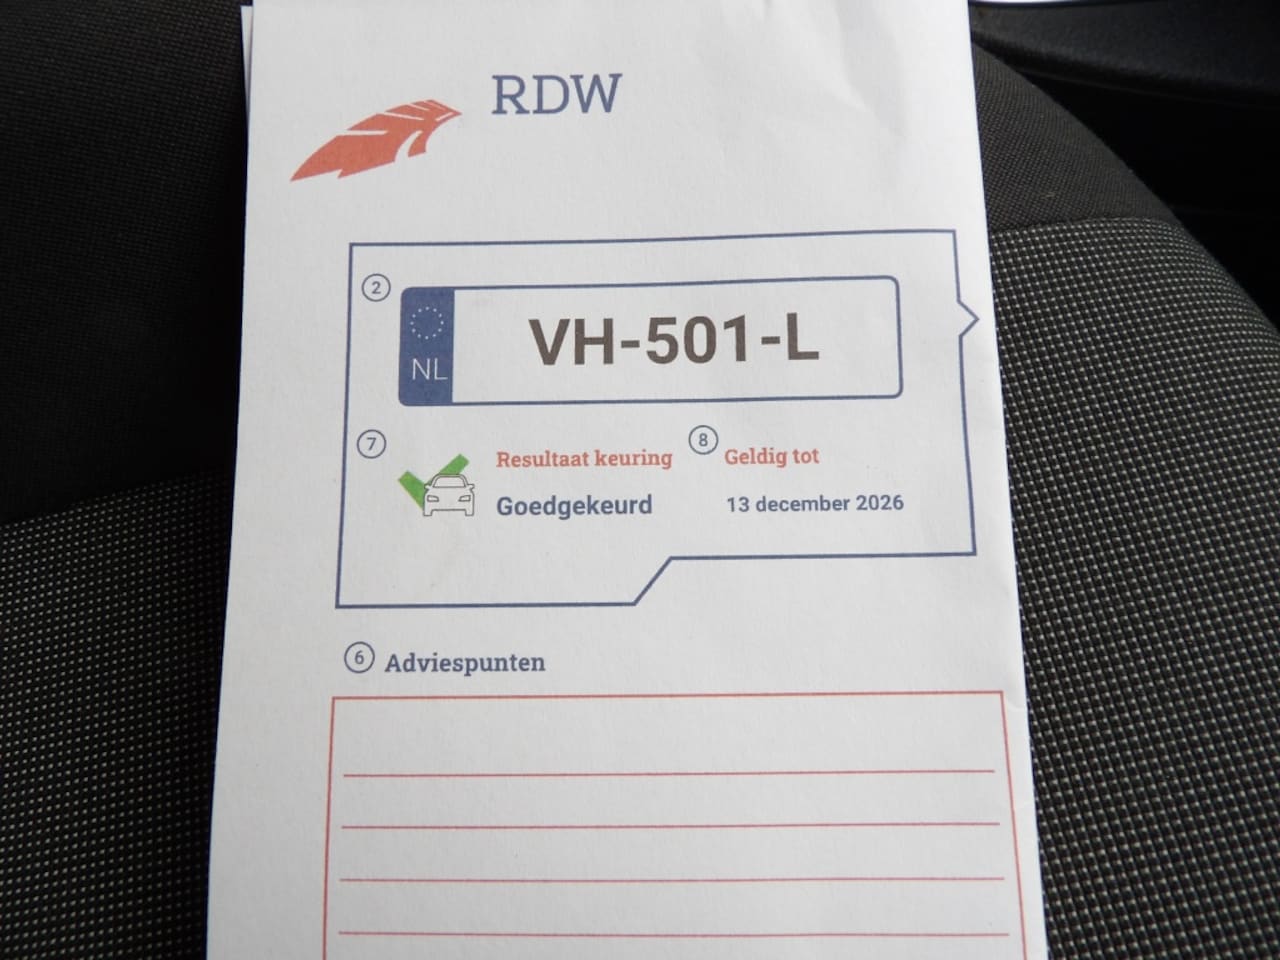 RDW
2
NL
VH-501-L
7
Resultaat keuring
8
Geldig tot
Goedgekeurd
13 december 2026
6 Adviespunten